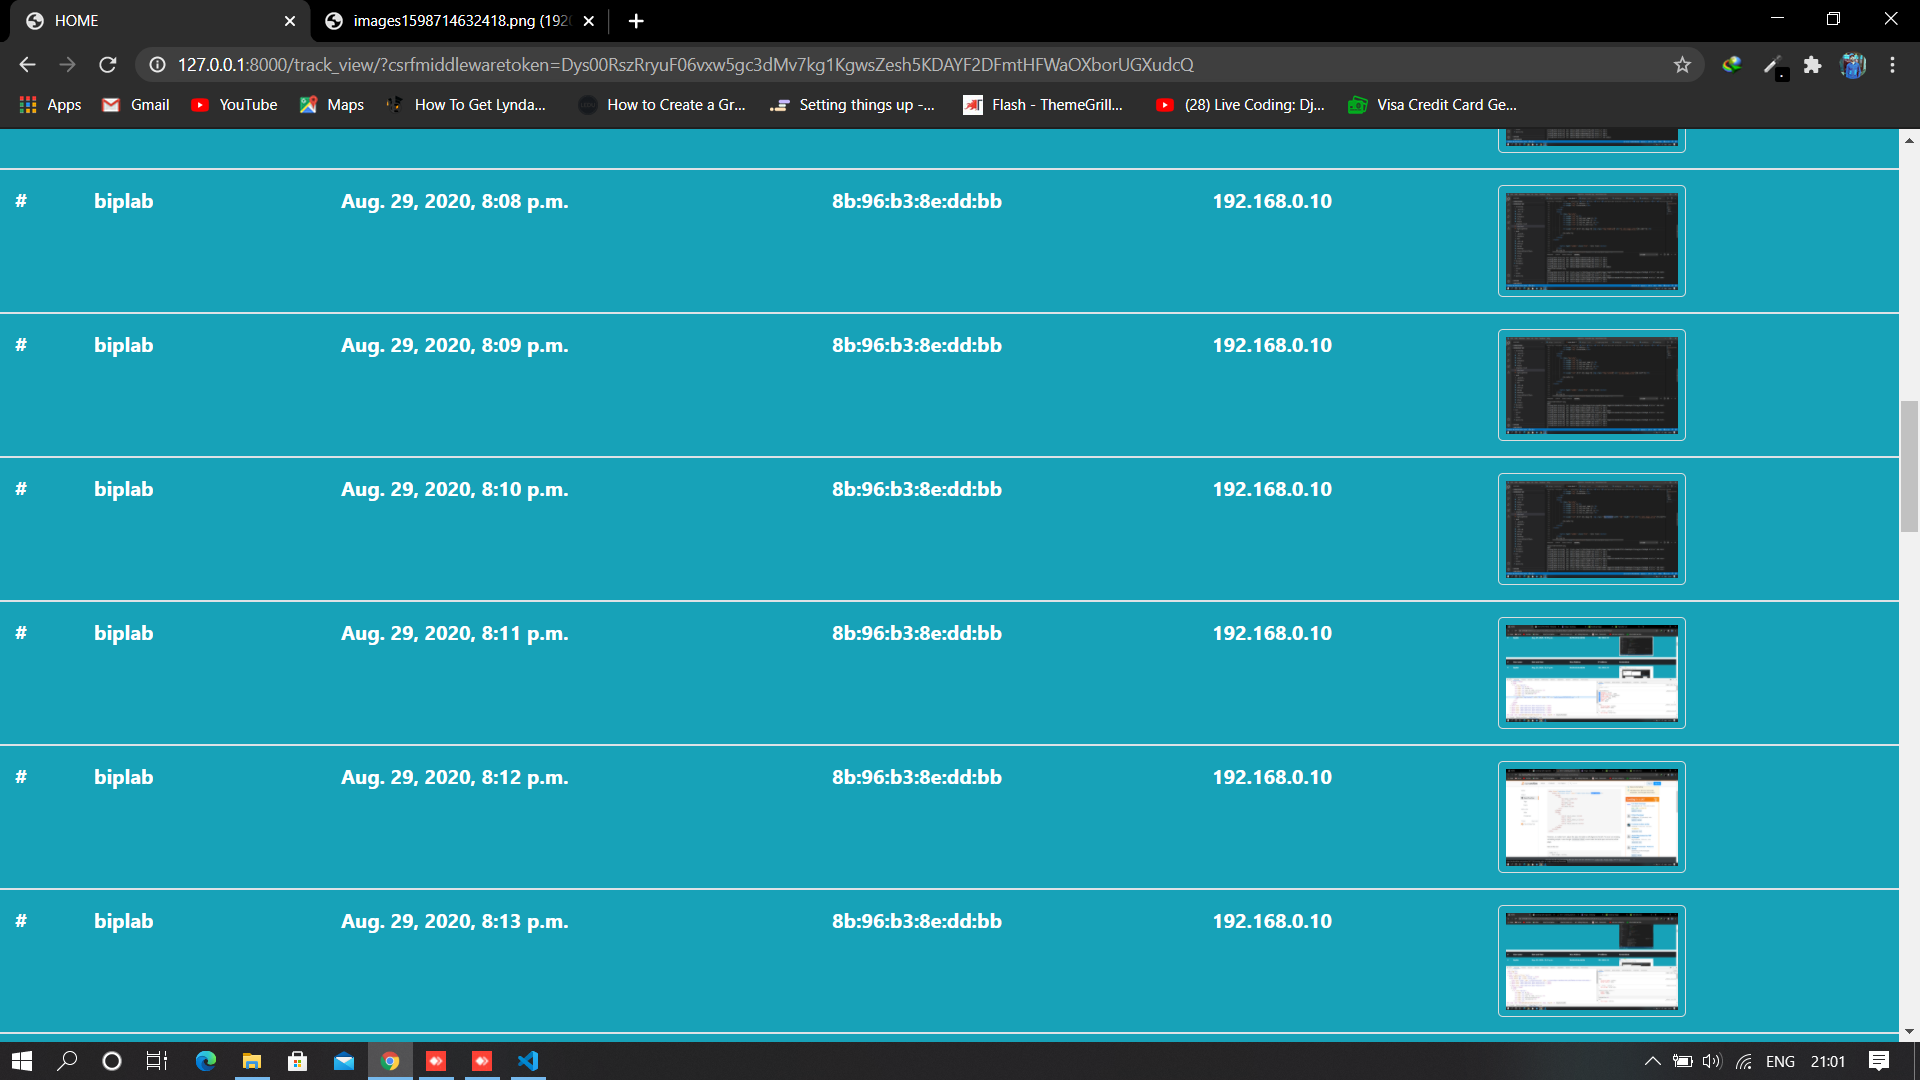 HOME
images1598714632418.png (192
127.0.0.1:8000/track_view/?csrfmiddlewaretoken=Dys00RszRryuF06vxw5gc3dMv7kg1KgwsZesh5KDAYF2DFmtHFWaOXborUGXudcQ
Apps Gmail YouTube Maps How To Get Lynda... How to Create a Gr... Setting things up -... Flash - ThemeGrill... (28) Live Coding: Dj... Visa Credit Card Ge...
# biplab Aug. 29, 2020, 8:08 p.m. 8b:96:b3:8e:dd:bb 192.168.0.10
# biplab Aug. 29, 2020, 8:09 p.m. 8b:96:b3:8e:dd:bb 192.168.0.10
# biplab Aug. 29, 2020, 8:10 p.m. 8b:96:b3:8e:dd:bb 192.168.0.10
# biplab Aug. 29, 2020, 8:11 p.m. 8b:96:b3:8e:dd:bb 192.168.0.10
# biplab Aug. 29, 2020, 8:12 p.m. 8b:96:b3:8e:dd:bb 192.168.0.10
# biplab Aug. 29, 2020, 8:13 p.m. 8b:96:b3:8e:dd:bb 192.168.0.10
ENG 21:01